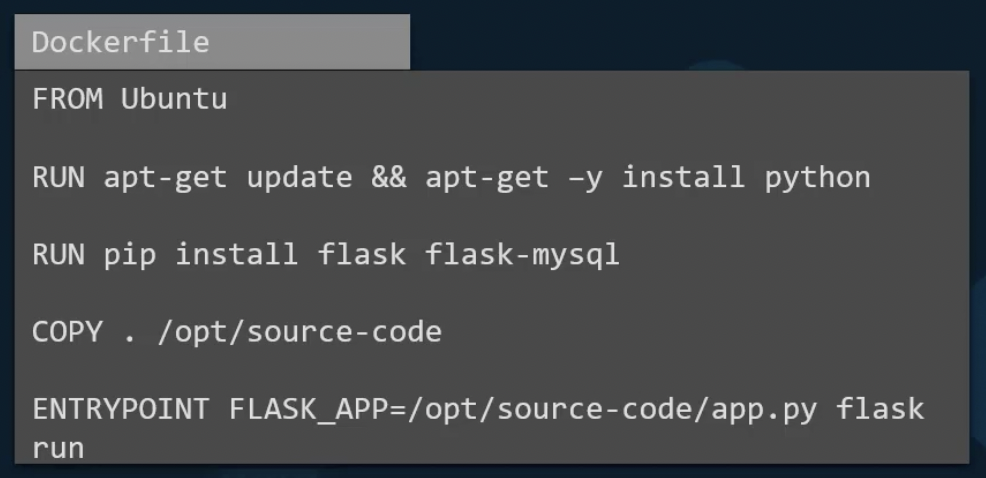 Dockerfile
FROM Ubuntu
RUN apt-get update && apt-get –y install python
RUN pip install flask flask-mysql
COPY . /opt/source-code
ENTRYPOINT FLASK_APP=/opt/source-code/app.py flask
run